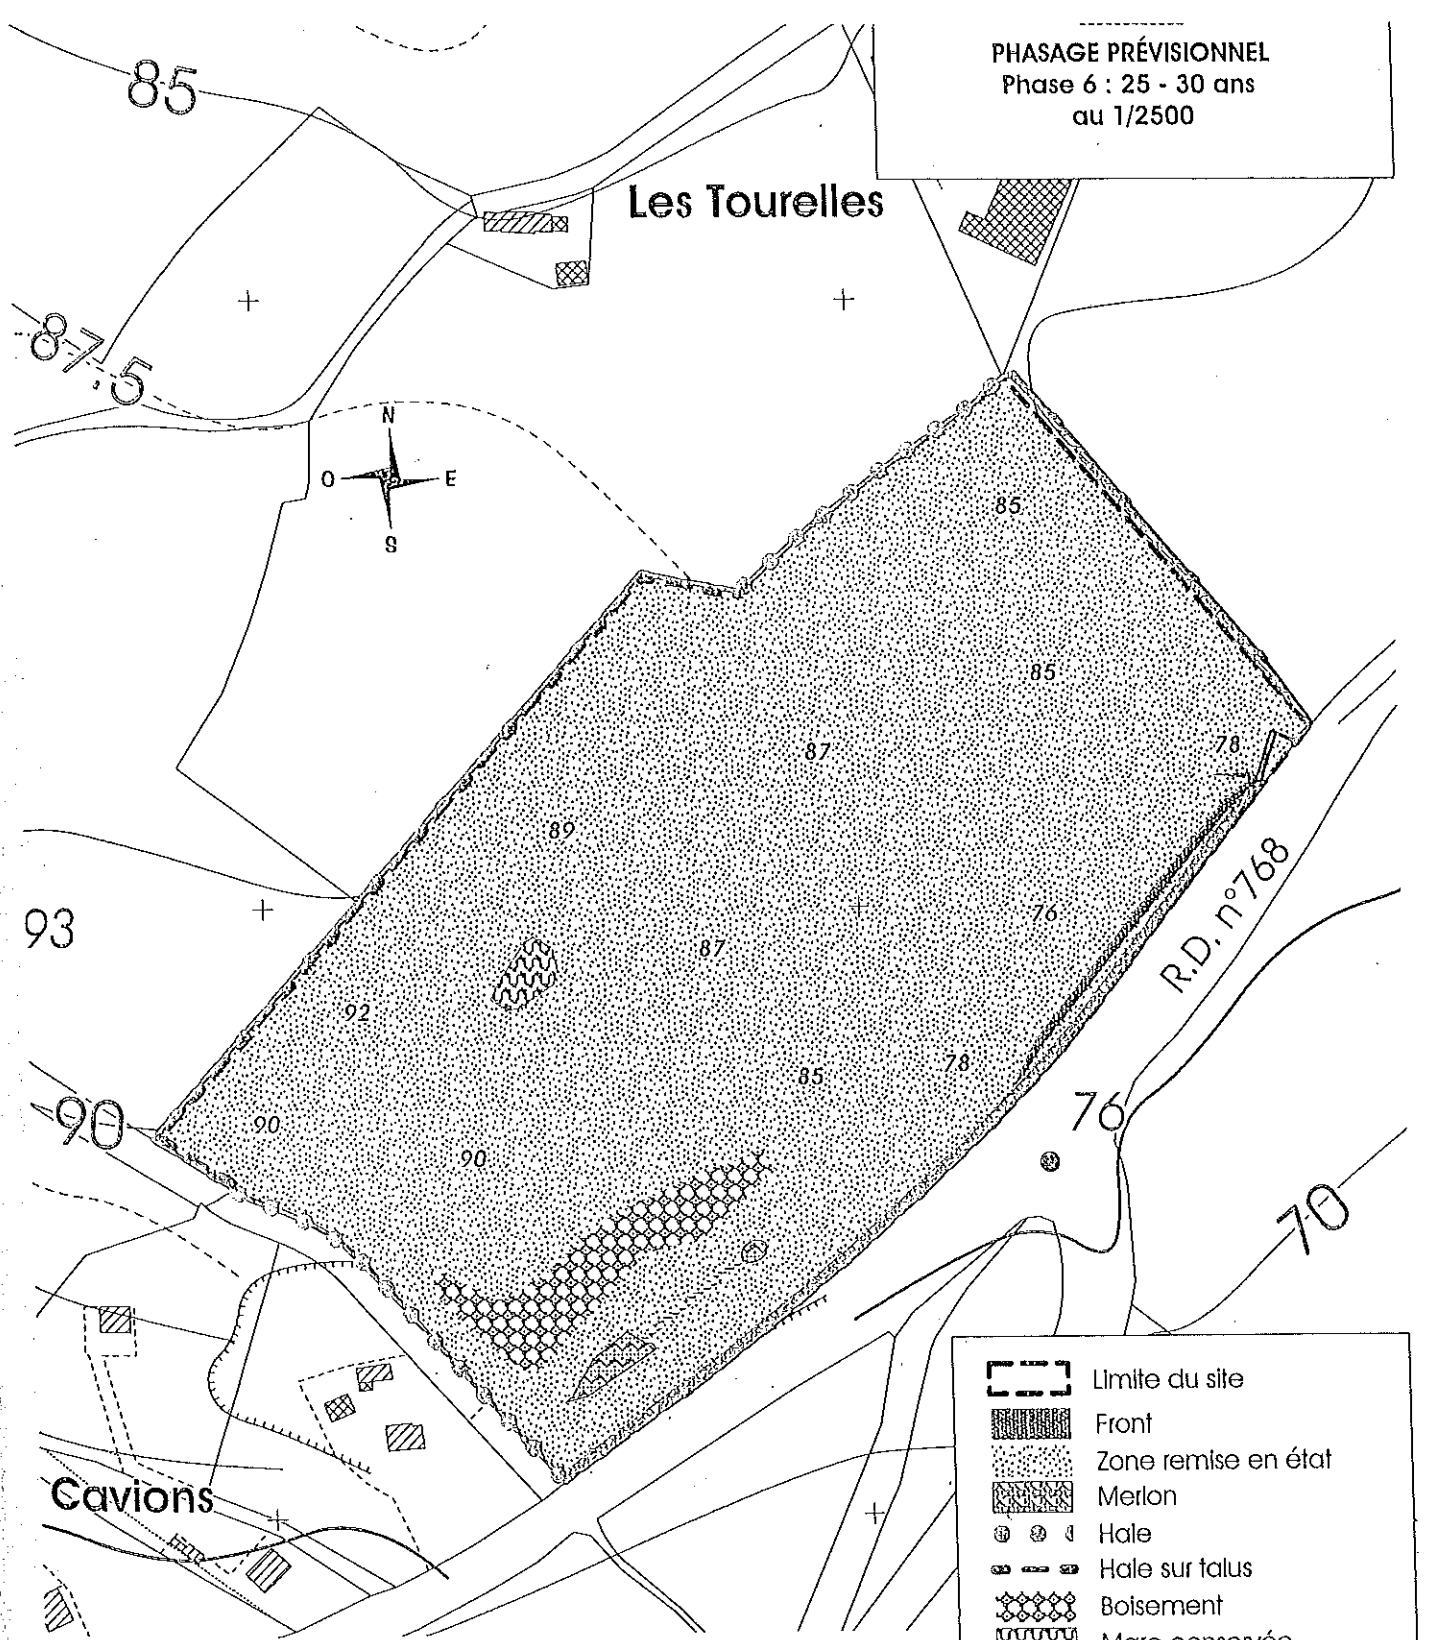 PHASAGE PRÉVISIONNEL
Phase 6 : 25 - 30 ans
au 1/2500
85
Les Tourelles
87.5
N
O E
S
85
85
78
87
89
93
76
87
92
R.D. n°768
85
78
76
90
90
90
70
Cavions
Limite du site
Front
Zone remise en état
Merlon
Haie
Haie sur talus
Boisement
Mare conservée